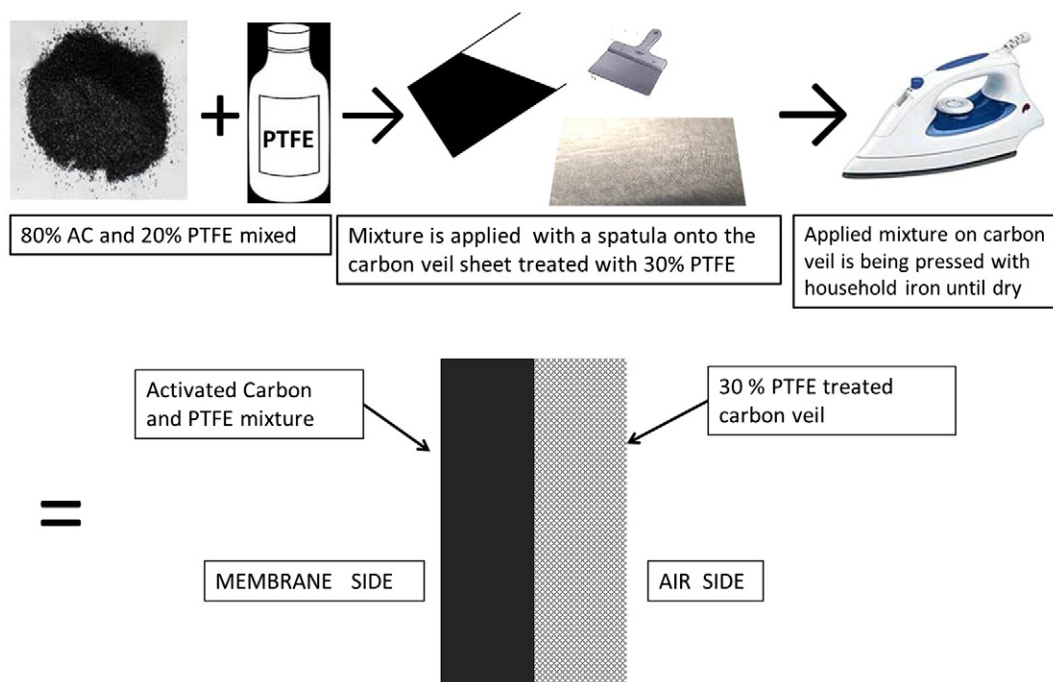 +
PTFE
80% AC and 20% PTFE mixed
Mixture is applied with a spatula onto the
carbon veil sheet treated with 30% PTFE
Applied mixture on carbon
veil is being pressed with
household iron until dry
Activated Carbon
and PTFE mixture
30 % PTFE treated
carbon veil
=
MEMBRANE SIDE
AIR SIDE